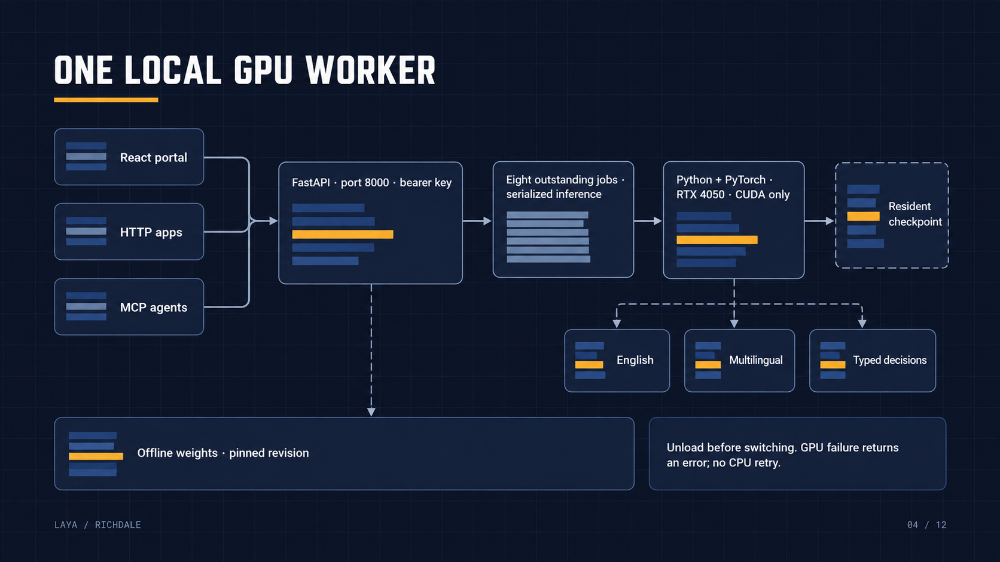 ONE LOCAL GPU WORKER
React portal
HTTP apps
MCP agents
FastAPI · port 8000 · bearer key
Eight outstanding jobs ·
serialized inference
Python + PyTorch ·
RTX 4050 · CUDA only
Resident
checkpoint
English
Multilingual
Typed decisions
Offline weights · pinned revision
Unload before switching. GPU failure returns
an error; no CPU retry.
LAYA / RICHDALE
04 / 12